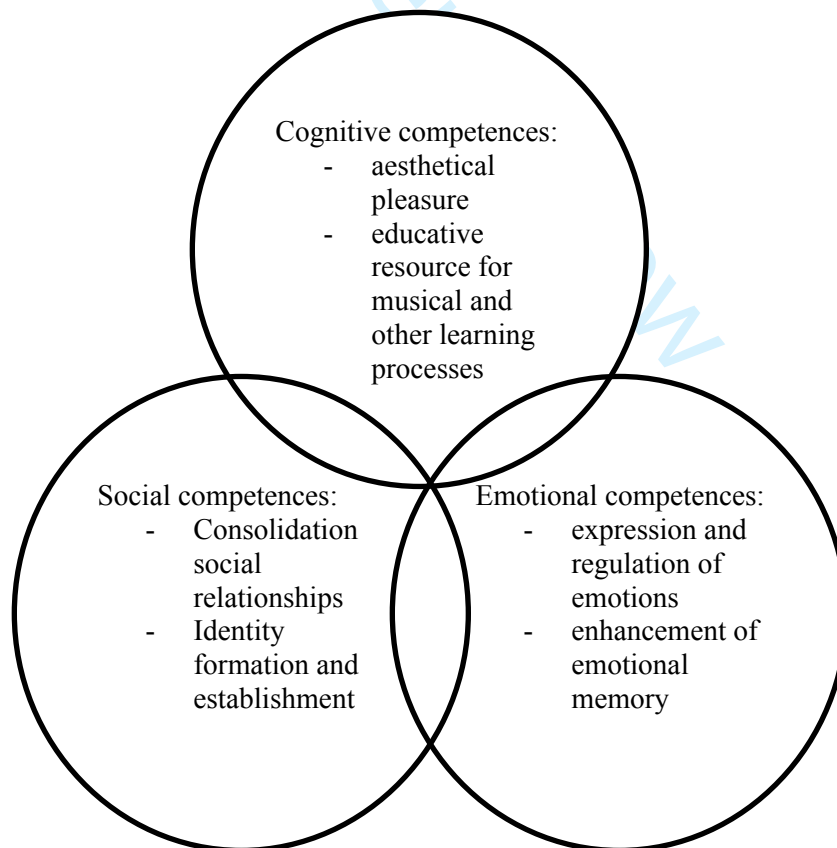 Cognitive competences:
- aesthetical
pleasure
- educative
resource for
musical and
other learning
processes
Social competences:
- Consolidation
social
relationships
- Identity
formation and
establishment
Emotional competences:
- expression and
regulation of
emotions
- enhancement of
emotional
memory